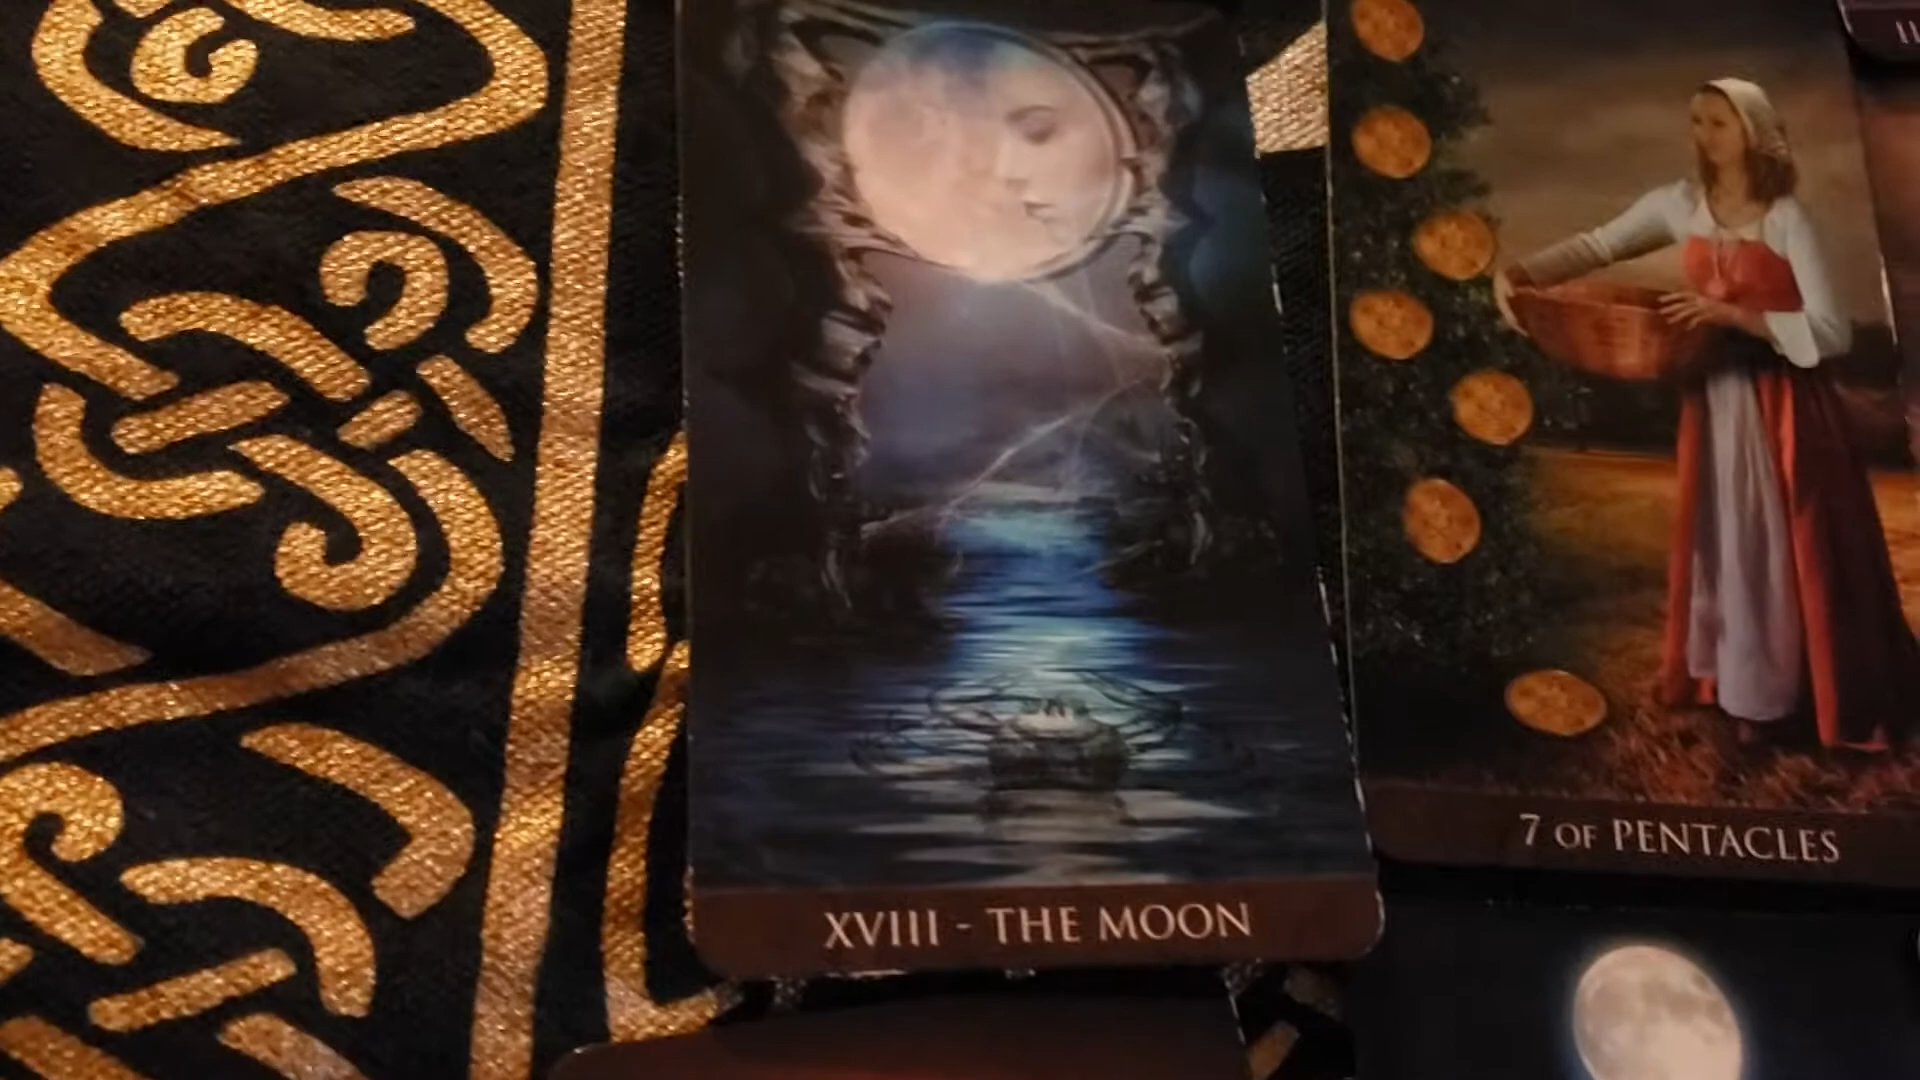 XVIII - THE MOON
7 OF PENTACLES